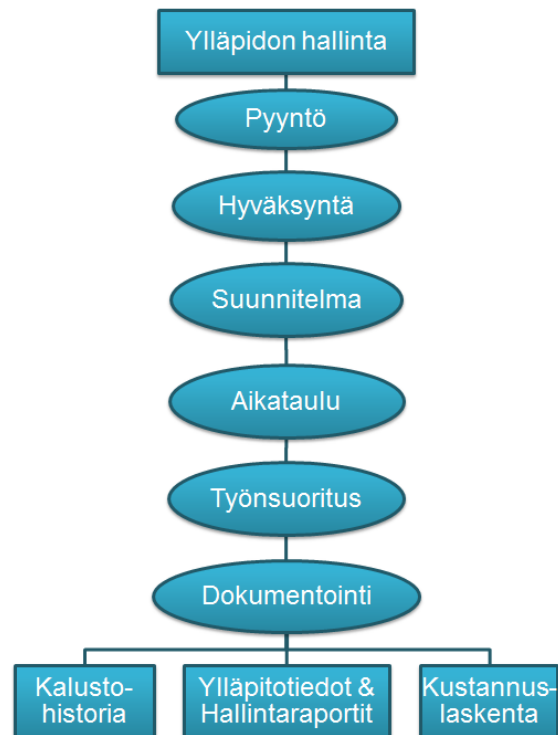 Ylläpidon hallinta
Pyyntö
Hyväksyntä
Suunnitelma
Aikataulu
Työnsuoritus
Dokumentointi
Kalusto-
historia
Ylläpitotiedot &
Hallintaraportit
Kustannus-
laskenta